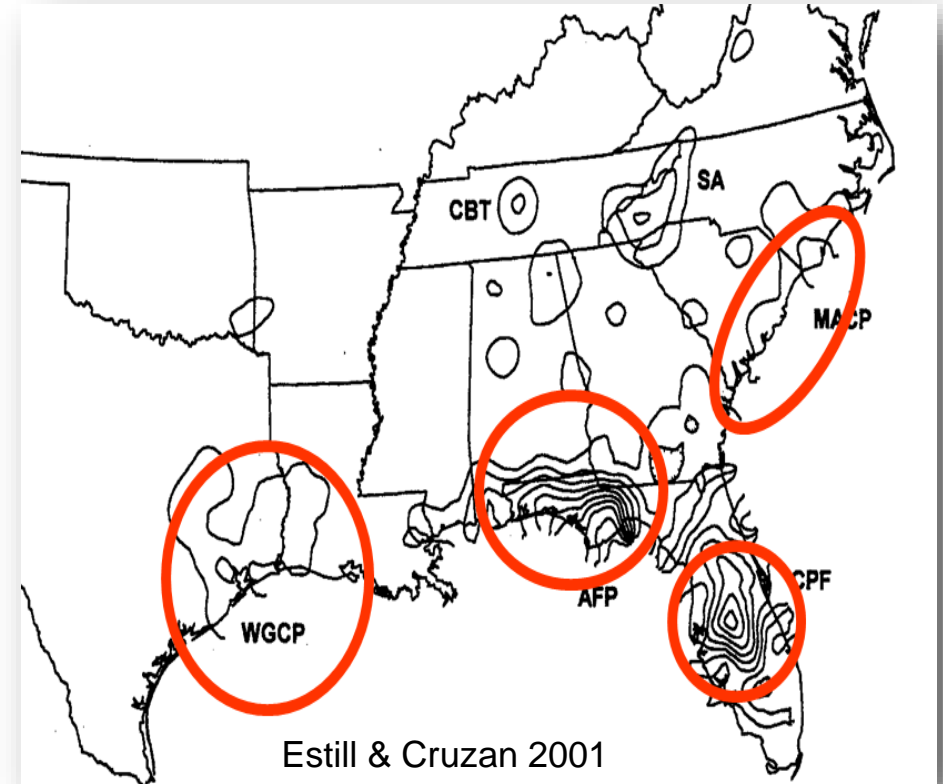 SA
CBT
MACP
CPF
AFP
WGCP
Estill & Cruzan 2001